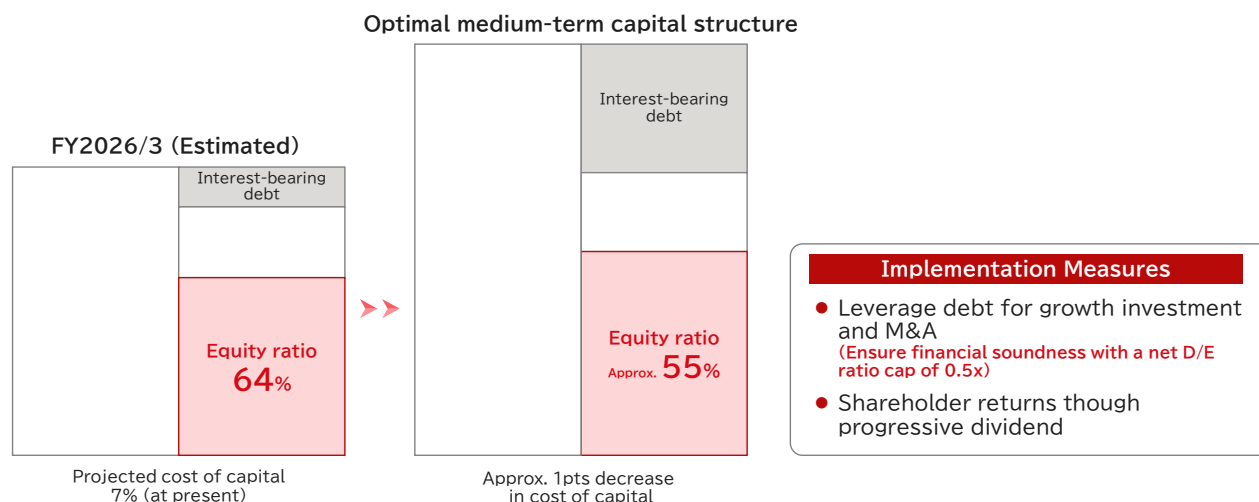 Optimal medium-term capital structure
FY2026/3 (Estimated)
Interest-bearing
debt
Equity ratio
64%
Projected cost of capital
7% (at present)
Interest-bearing
debt
Equity ratio
Approx. 55%
Approx. 1pts decrease
in cost of capital
Implementation Measures
● Leverage debt for growth investment
and M&A
(Ensure financial soundness with a net D/E
ratio cap of 0.5x)
● Shareholder returns though
progressive dividend